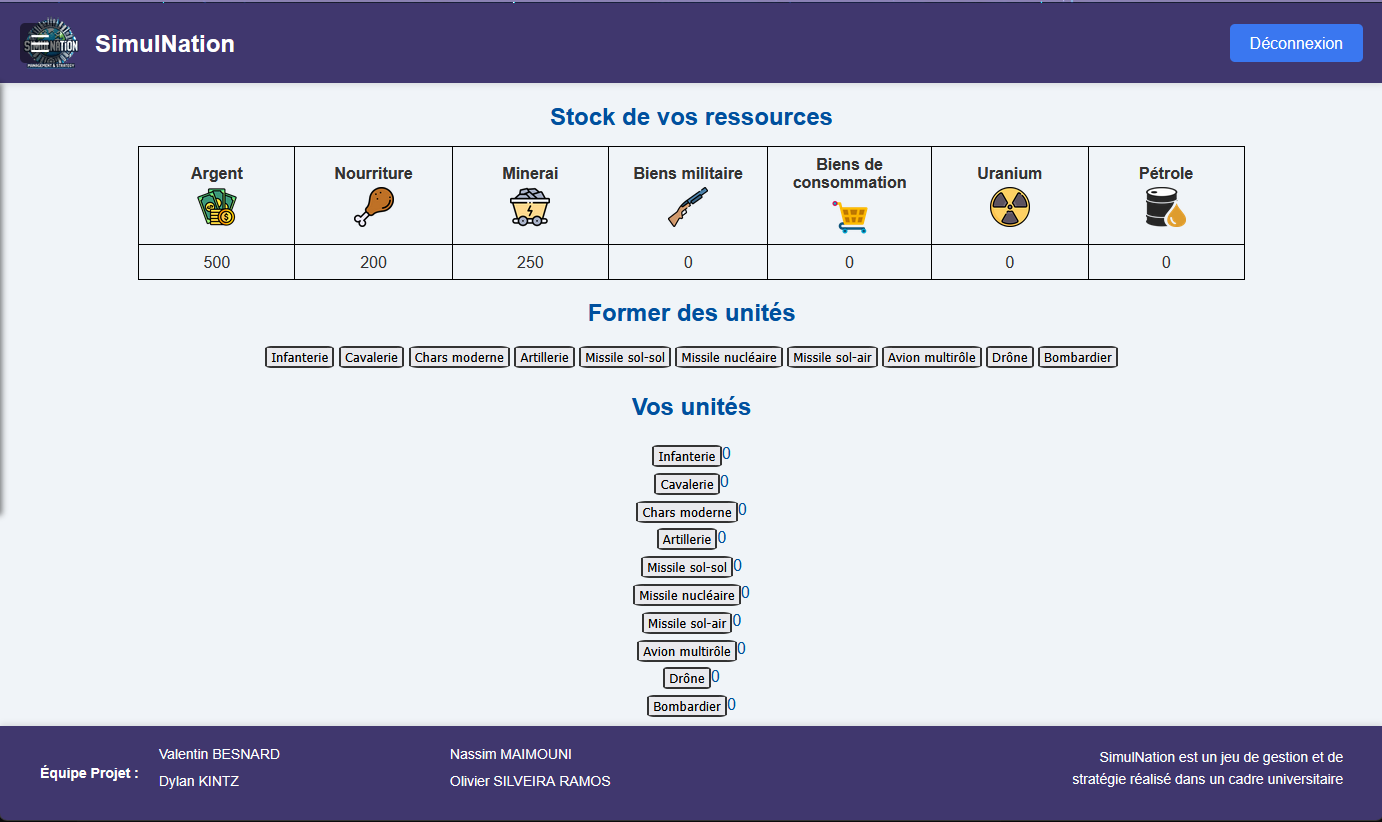 SIMULNATION
MANAGEMENT & STRATEGY
SimulNation
Déconnexion
Stock de vos ressources
Argent
Nourriture
Minerai
Biens militaire
Biens de
consommation
Uranium
Pétrole
500
200
250
0
0
0
0
Former des unités
Infanterie
Cavalerie
Chars moderne
Artillerie
Missile sol-sol
Missile nucléaire
Missile sol-air
Avion multirôle
Drône
Bombardier
Vos unités
Infanterie 0
Cavalerie 0
Chars moderne 0
Artillerie 0
Missile sol-sol 0
Missile nucléaire 0
Missile sol-air 0
Avion multirôle 0
Drône 0
Bombardier 0
Équipe Projet :
Valentin BESNARD
Dylan KINTZ
Nassim MAIMOUNI
Olivier SILVEIRA RAMOS
SimulNation est un jeu de gestion et de
stratégie réalisé dans un cadre universitaire